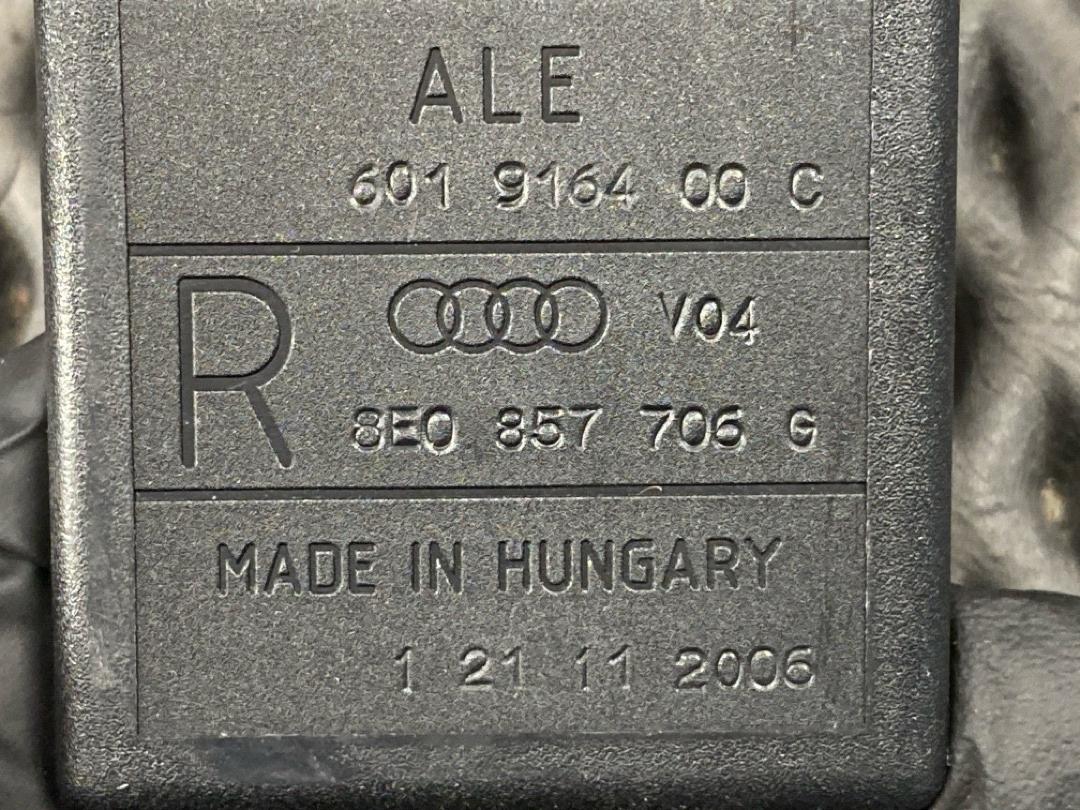 ALE
601 9164 00 C
R V04
8E0 857 706 G
MADE IN HUNGARY
1 21 11 2006